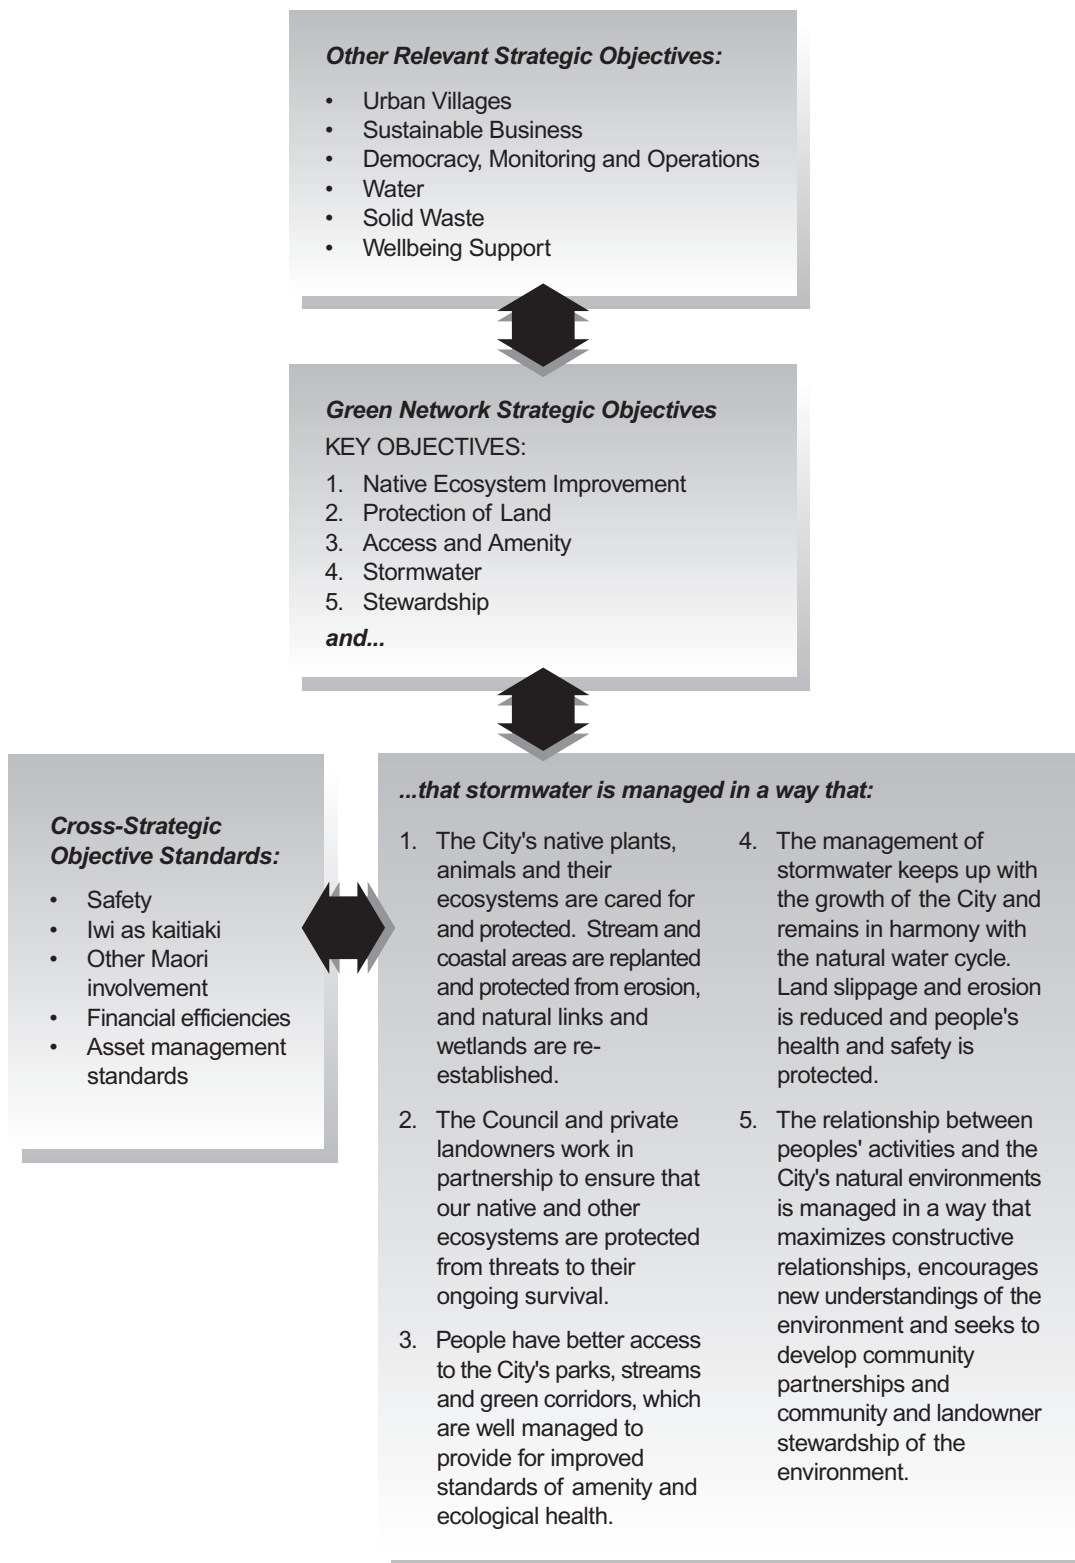 Other Relevant Strategic Objectives:
• Urban Villages
• Sustainable Business
• Democracy, Monitoring and Operations
• Water
• Solid Waste
• Wellbeing Support
Green Network Strategic Objectives
KEY OBJECTIVES:
1. Native Ecosystem Improvement
2. Protection of Land
3. Access and Amenity
4. Stormwater
5. Stewardship
and...
Cross-Strategic
Objective Standards:
• Safety
• Iwi as kaitiaki
• Other Maori
involvement
• Financial efficiencies
• Asset management
standards
...that stormwater is managed in a way that:
1. The City's native plants,
animals and their
ecosystems are cared for
and protected. Stream and
coastal areas are replanted
and protected from erosion,
and natural links and
wetlands are re-
established.
2. The Council and private
landowners work in
partnership to ensure that
our native and other
ecosystems are protected
from threats to their
ongoing survival.
3. People have better access
to the City's parks, streams
and green corridors, which
are well managed to
provide for improved
standards of amenity and
ecological health.
4. The management of
stormwater keeps up with
the growth of the City and
remains in harmony with
the natural water cycle.
Land slippage and erosion
is reduced and people's
health and safety is
protected.
5. The relationship between
peoples' activities and the
City's natural environments
is managed in a way that
maximizes constructive
relationships, encourages
new understandings of the
environment and seeks to
develop community
partnerships and
community and landowner
stewardship of the
environment.